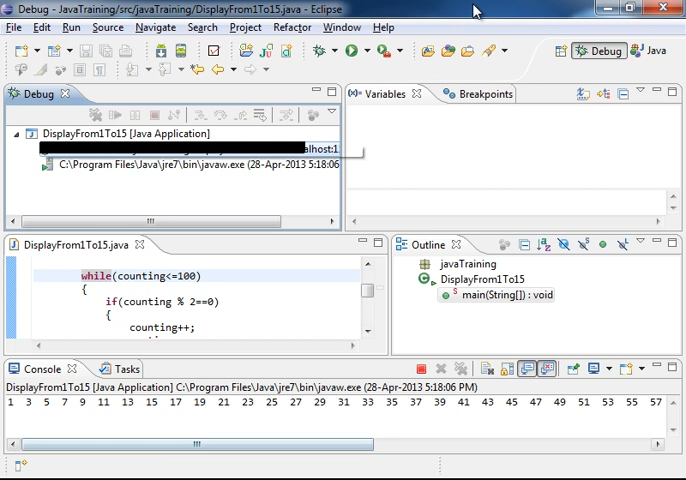 Debug - JavaTraining/src/javaTraining/DisplayFrom1To15.java - Eclipse
File Edit Run Source Navigate Search Project Refactor Window Help
Debug Java
Debug
Variables Breakpoints
DisplayFrom1To15 [Java Application]
alhost:1
C:\Program Files\Java\jre7\bin\javaw.exe (28-Apr-2013 5:18:06
DisplayFrom1To15.java
while(counting<=100)
{
if(counting % 2==0)
{
counting++;
Outline
javaTraining
DisplayFrom1To15
main(String[]) : void
Console Tasks
DisplayFrom1To15 [Java Application] C:\Program Files\Java\jre7\bin\javaw.exe (28-Apr-2013 5:18:06 PM)
1 3 5 7 9 11 13 15 17 19 21 23 25 27 29 31 33 35 37 39 41 43 45 47 49 51 53 55 57